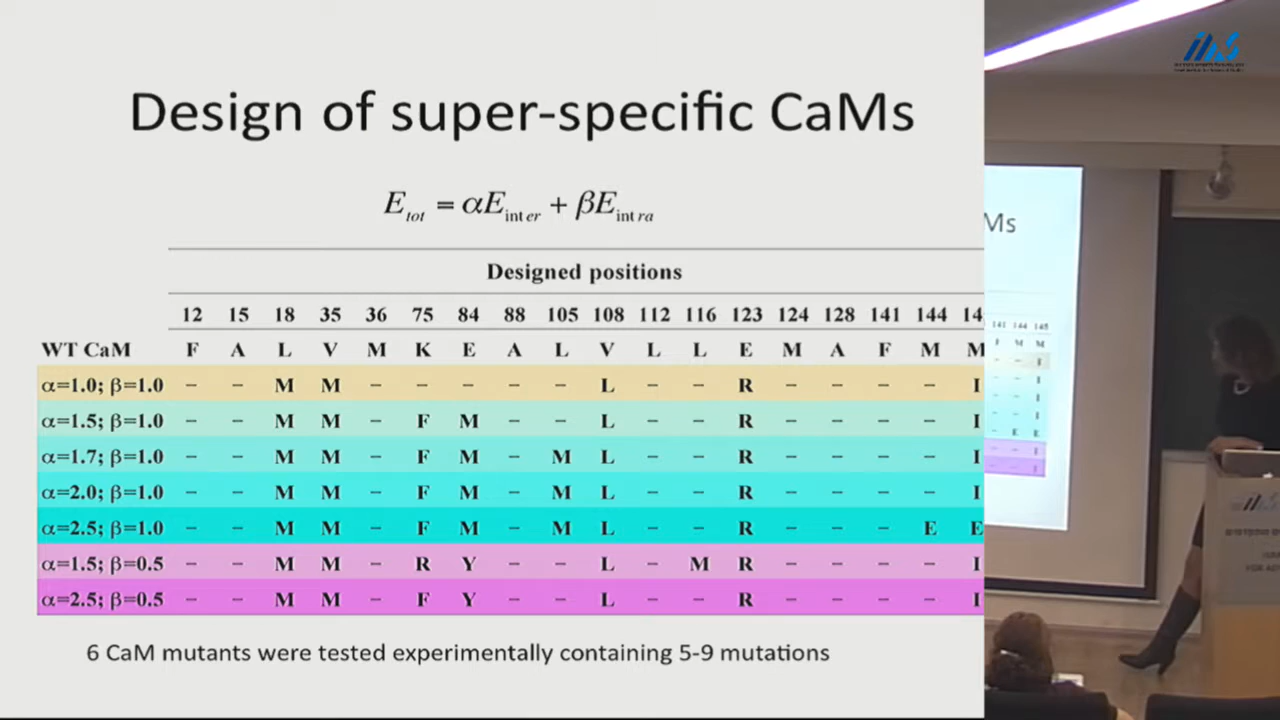 Design of super-specific CaMs
E_tot = αE_inter + βE_intra
Designed positions
12 15 18 35 36 75 84 88 105 108 112 116 123 124 128 141 144 14
WT CaM F A L V M K E A L V L L E M A F M M
α=1.0; β=1.0 – – M M – – – – – L – – R – – – – I
α=1.5; β=1.0 – – M M – F M – – L – – R – – – – I
α=1.7; β=1.0 – – M M – F M – M L – – R – – – – I
α=2.0; β=1.0 – – M M – F M – M L – – R – – – – I
α=2.5; β=1.0 – – M M – F M – M L – – R – – – E E
α=1.5; β=0.5 – – M M – R Y – – L – M R – – – – I
α=2.5; β=0.5 – – M M – F Y – – L – – R – – – – I
6 CaM mutants were tested experimentally containing 5-9 mutations
Ms
141 144 145
F M M